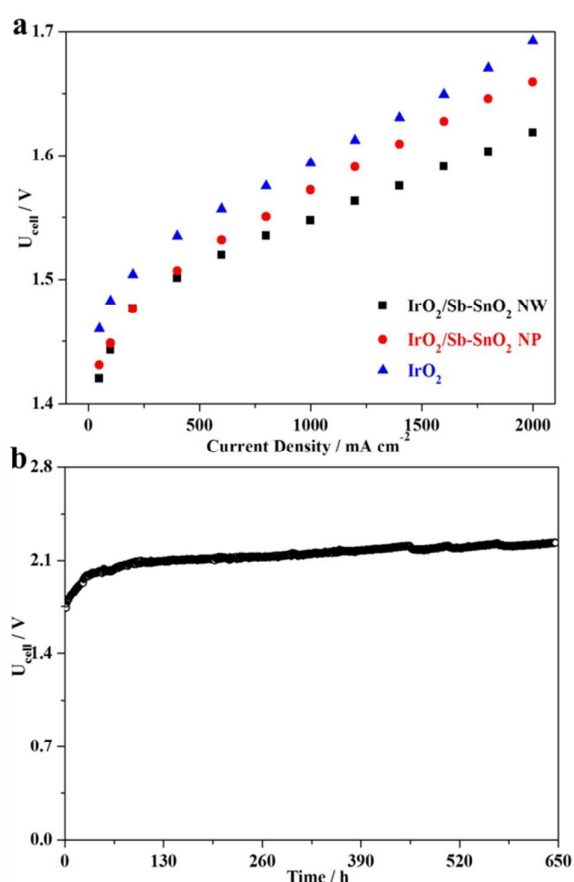 a
1.7
1.6
1.5
1.4
U_cell / V
IrO₂/Sb-SnO₂ NW
IrO₂/Sb-SnO₂ NP
IrO₂
0 500 1000 1500 2000
Current Density / mA cm⁻²
b
2.8
2.1
1.4
0.7
0.0
U_cell / V
0 130 260 390 520 650
Time / h